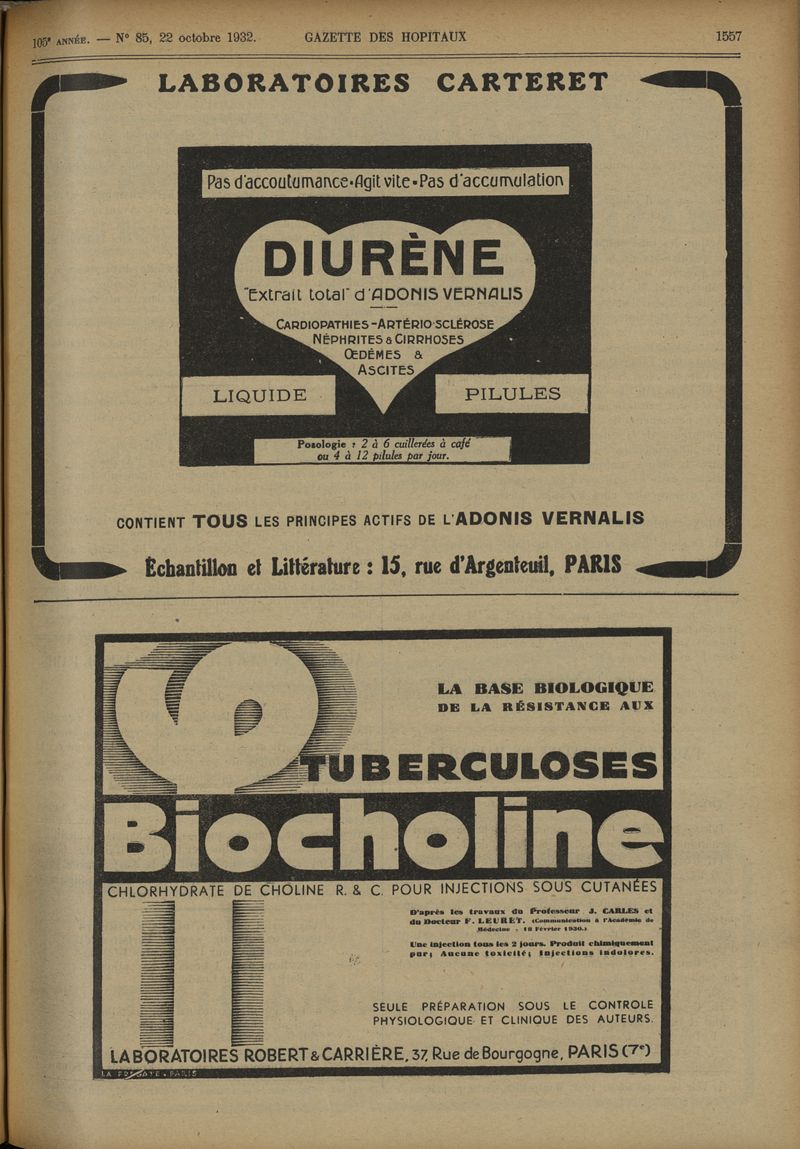 105e ANNÉE. — N° 85, 22 octobre 1932. GAZETTE DES HOPITAUX 1557
LABORATOIRES CARTERET
Pas d'accoutumance-Agit vite-Pas d'accumulation
DIURÈNE
"Extrait total" d'ADONIS VERNALIS
CARDIOPATHIES-ARTÉRIO-SCLÉROSE
NÉPHRITES & CIRRHOSES
ŒDÈMES &
ASCITES
LIQUIDE PILULES
Posologie : 2 à 6 cuillerées à café
ou 4 à 12 pilules par jour.
CONTIENT TOUS LES PRINCIPES ACTIFS DE L'ADONIS VERNALIS
Échantillon et Littérature : 15, rue d'Argenteuil, PARIS
LA BASE BIOLOGIQUE
DE LA RÉSISTANCE AUX
TUBERCULOSES
Biocholine
CHLORHYDRATE DE CHOLINE R. & C. POUR INJECTIONS SOUS CUTANÉES
D'après les travaux du Professeur J. CARLES et
du Docteur F. LEURET. (Communication à l'Académie de
Médecine . 18 Février 1930.)
Une injection tous les 2 jours. Produit chimiquement
pur; Aucune toxicité; Injections indolores.
SEULE PRÉPARATION SOUS LE CONTROLE
PHYSIOLOGIQUE ET CLINIQUE DES AUTEURS.
LABORATOIRES ROBERT & CARRIÈRE, 37, Rue de Bourgogne, PARIS (7e)
LA FRÉGATE - PARIS